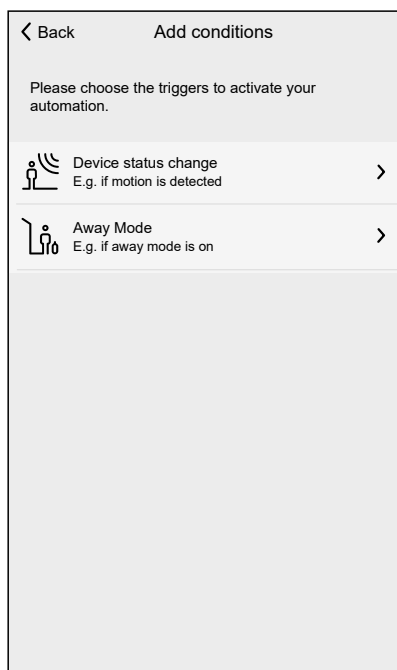 Back
Add conditions
Please choose the triggers to activate your
automation.
Device status change
E.g. if motion is detected
Away Mode
E.g. if away mode is on